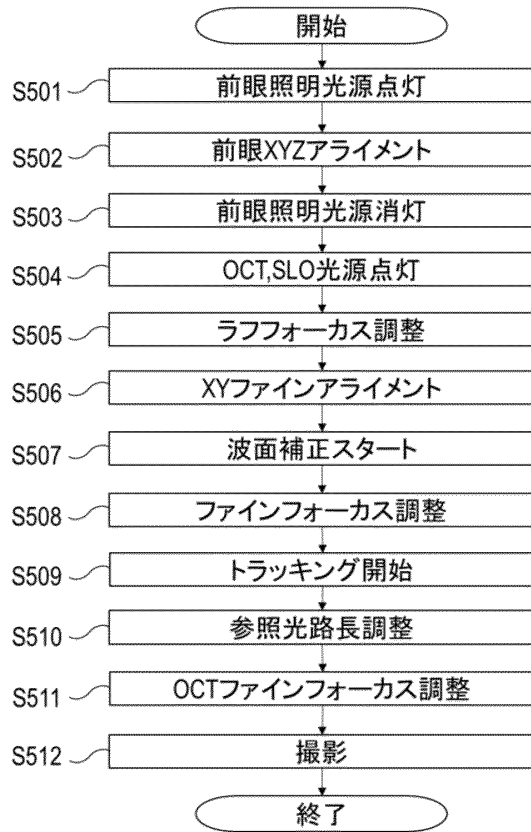 開始
S501 前眼照明光源点灯
S502 前眼XYZアライメント
S503 前眼照明光源消灯
S504 OCT,SLO光源点灯
S505 ラフフォーカス調整
S506 XYファインアライメント
S507 波面補正スタート
S508 ファインフォーカス調整
S509 トラッキング開始
S510 参照光路長調整
S511 OCTファインフォーカス調整
S512 撮影
終了